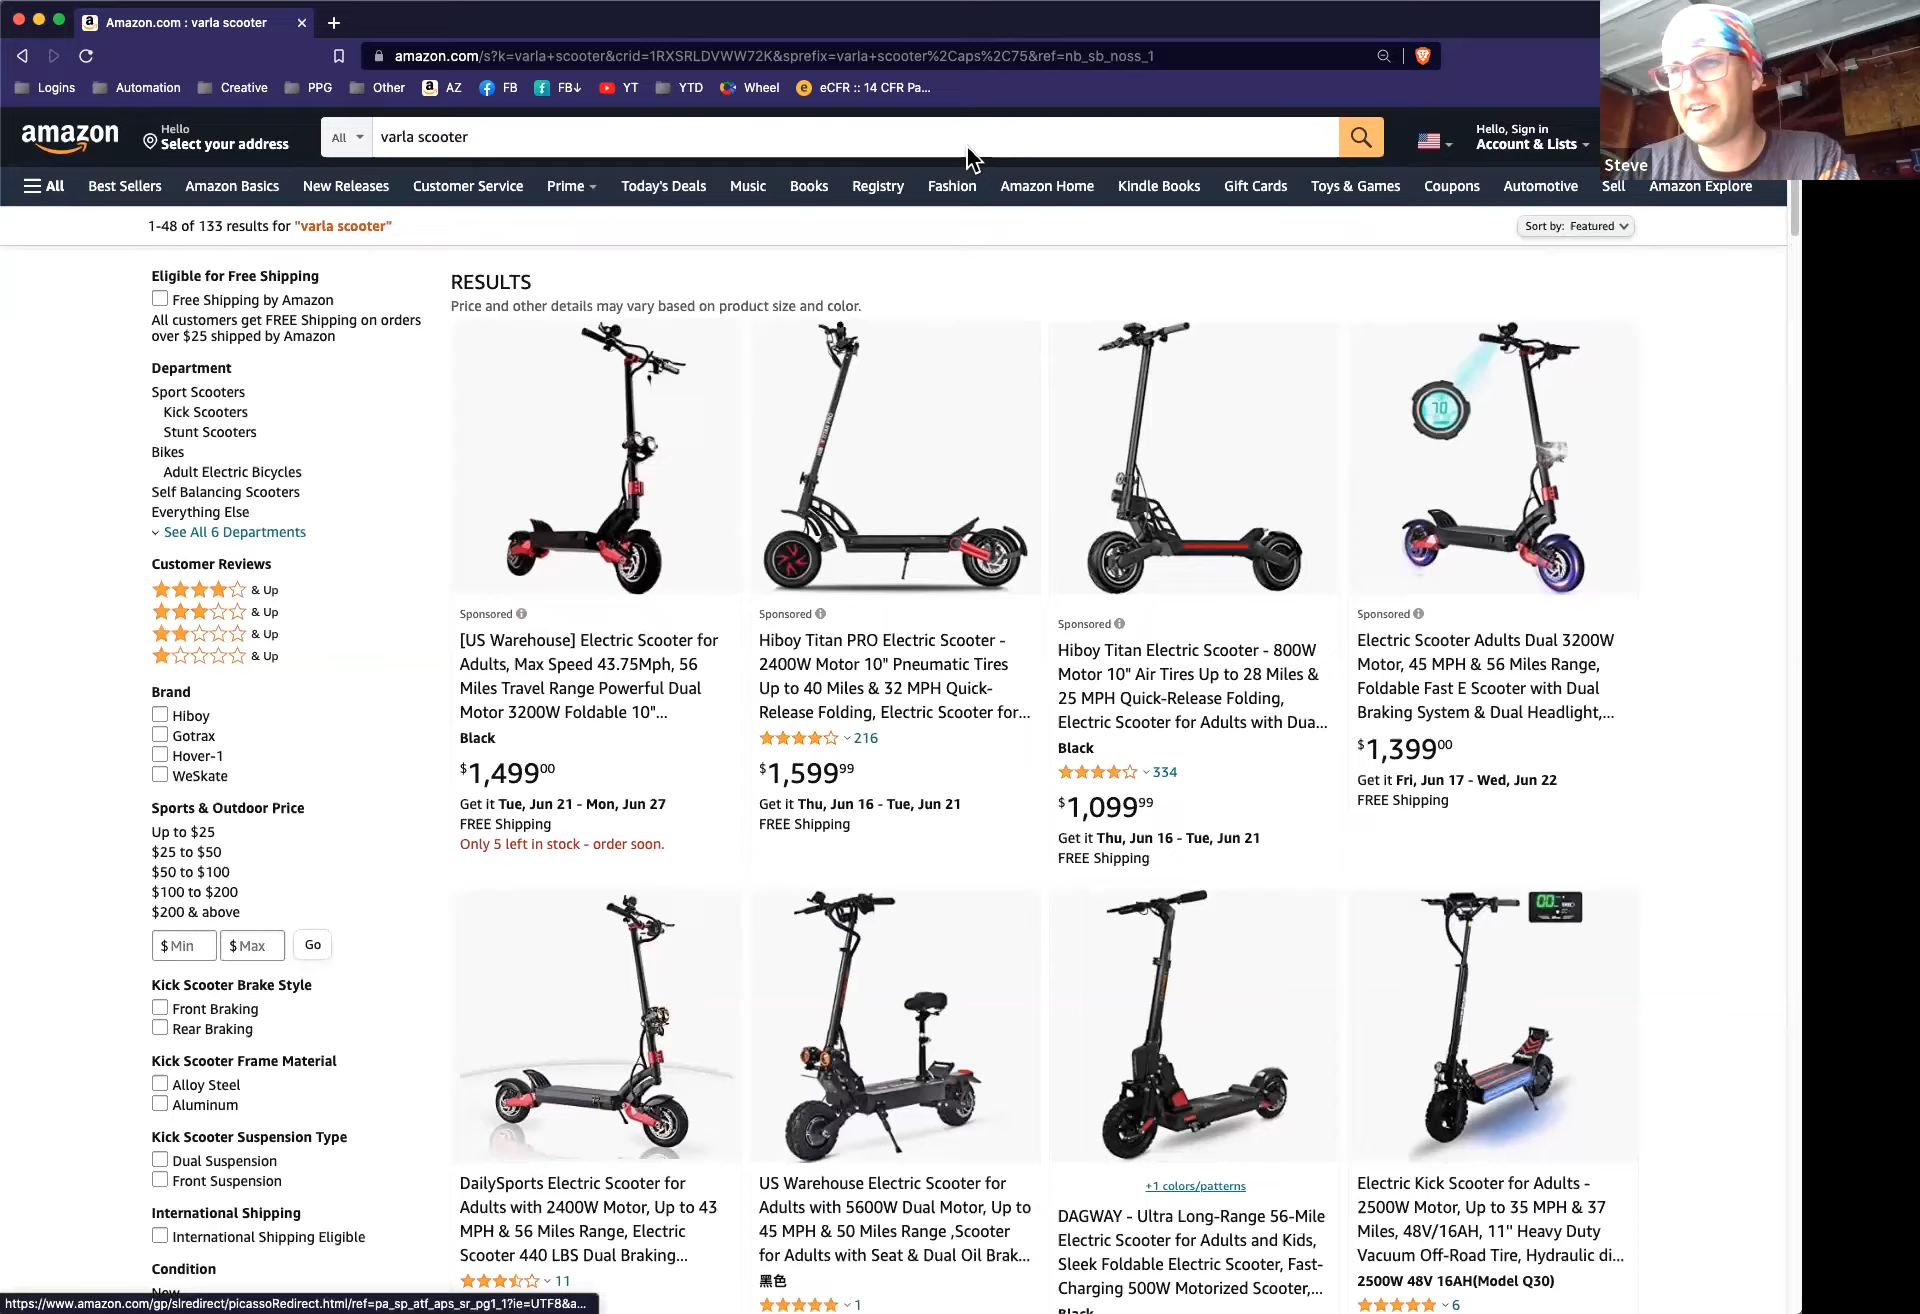 Amazon.com : varla scooter
amazon.com/s?k=varla+scooter&crid=1RXSRLDVWW72K&sprefix=varla+scooter%2Caps%2C75&ref=nb_sb_noss_1
Logins Automation Creative PPG Other AZ FB FB↓ YT YTD Wheel eCFR :: 14 CFR Pa...
Steve
amazon
Hello
Select your address
All
varla scooter
Hello, Sign in
Account & Lists
All Best Sellers Amazon Basics New Releases Customer Service Prime Today's Deals Music Books Registry Fashion Amazon Home Kindle Books Gift Cards Toys & Games Coupons Automotive Sell Amazon Explore
1-48 of 133 results for "varla scooter"
Sort by: Featured
Eligible for Free Shipping
Free Shipping by Amazon
All customers get FREE Shipping on orders
over $25 shipped by Amazon
Department
Sport Scooters
Kick Scooters
Stunt Scooters
Bikes
Adult Electric Bicycles
Self Balancing Scooters
Everything Else
See All 6 Departments
Customer Reviews
& Up
& Up
& Up
& Up
Brand
Hiboy
Gotrax
Hover-1
WeSkate
Sports & Outdoor Price
Up to $25
$25 to $50
$50 to $100
$100 to $200
$200 & above
$ Min $ Max Go
Kick Scooter Brake Style
Front Braking
Rear Braking
Kick Scooter Frame Material
Alloy Steel
Aluminum
Kick Scooter Suspension Type
Dual Suspension
Front Suspension
International Shipping
International Shipping Eligible
Condition
New
RESULTS
Price and other details may vary based on product size and color.
Sponsored
[US Warehouse] Electric Scooter for
Adults, Max Speed 43.75Mph, 56
Miles Travel Range Powerful Dual
Motor 3200W Foldable 10"...
Black
$1,49900
Get it Tue, Jun 21 - Mon, Jun 27
FREE Shipping
Only 5 left in stock - order soon.
Sponsored
Hiboy Titan PRO Electric Scooter -
2400W Motor 10" Pneumatic Tires
Up to 40 Miles & 32 MPH Quick-
Release Folding, Electric Scooter for...
216
$1,59999
Get it Thu, Jun 16 - Tue, Jun 21
FREE Shipping
Sponsored
Hiboy Titan Electric Scooter - 800W
Motor 10" Air Tires Up to 28 Miles &
25 MPH Quick-Release Folding,
Electric Scooter for Adults with Dua...
Black
334
$1,09999
Get it Thu, Jun 16 - Tue, Jun 21
FREE Shipping
70
Sponsored
Electric Scooter Adults Dual 3200W
Motor, 45 MPH & 56 Miles Range,
Foldable Fast E Scooter with Dual
Braking System & Dual Headlight,...
$1,39900
Get it Fri, Jun 17 - Wed, Jun 22
FREE Shipping
DailySports Electric Scooter for
Adults with 2400W Motor, Up to 43
MPH & 56 Miles Range, Electric
Scooter 440 LBS Dual Braking...
11
US Warehouse Electric Scooter for
Adults with 5600W Dual Motor, Up to
45 MPH & 50 Miles Range ,Scooter
for Adults with Seat & Dual Oil Brak...
黑色
1
+1 colors/patterns
DAGWAY - Ultra Long-Range 56-Mile
Electric Scooter for Adults and Kids,
Sleek Foldable Electric Scooter, Fast-
Charging 500W Motorized Scooter,...
Black
00
Electric Kick Scooter for Adults -
2500W Motor, Up to 35 MPH & 37
Miles, 48V/16AH, 11" Heavy Duty
Vacuum Off-Road Tire, Hydraulic di...
2500W 48V 16AH(Model Q30)
6
https://www.amazon.com/gp/slredirect/picassoRedirect.html/ref=pa_sp_atf_aps_sr_pg1_1?ie=UTF8&a...